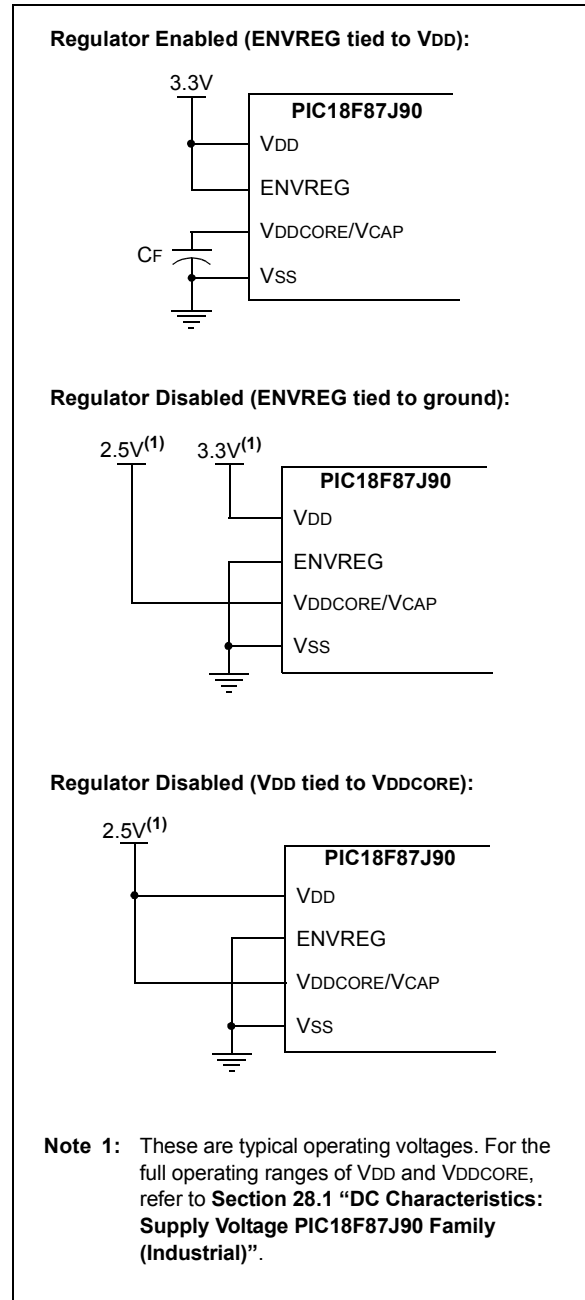 Regulator Enabled (ENVREG tied to VDD):
3.3V
PIC18F87J90
VDD
ENVREG
VDDCORE/VCAP
CF
VSS
Regulator Disabled (ENVREG tied to ground):
2.5V(1) 3.3V(1)
PIC18F87J90
VDD
ENVREG
VDDCORE/VCAP
VSS
Regulator Disabled (VDD tied to VDDCORE):
2.5V(1)
PIC18F87J90
VDD
ENVREG
VDDCORE/VCAP
VSS
Note 1: These are typical operating voltages. For the
full operating ranges of VDD and VDDCORE,
refer to Section 28.1 “DC Characteristics:
Supply Voltage PIC18F87J90 Family
(Industrial)”.